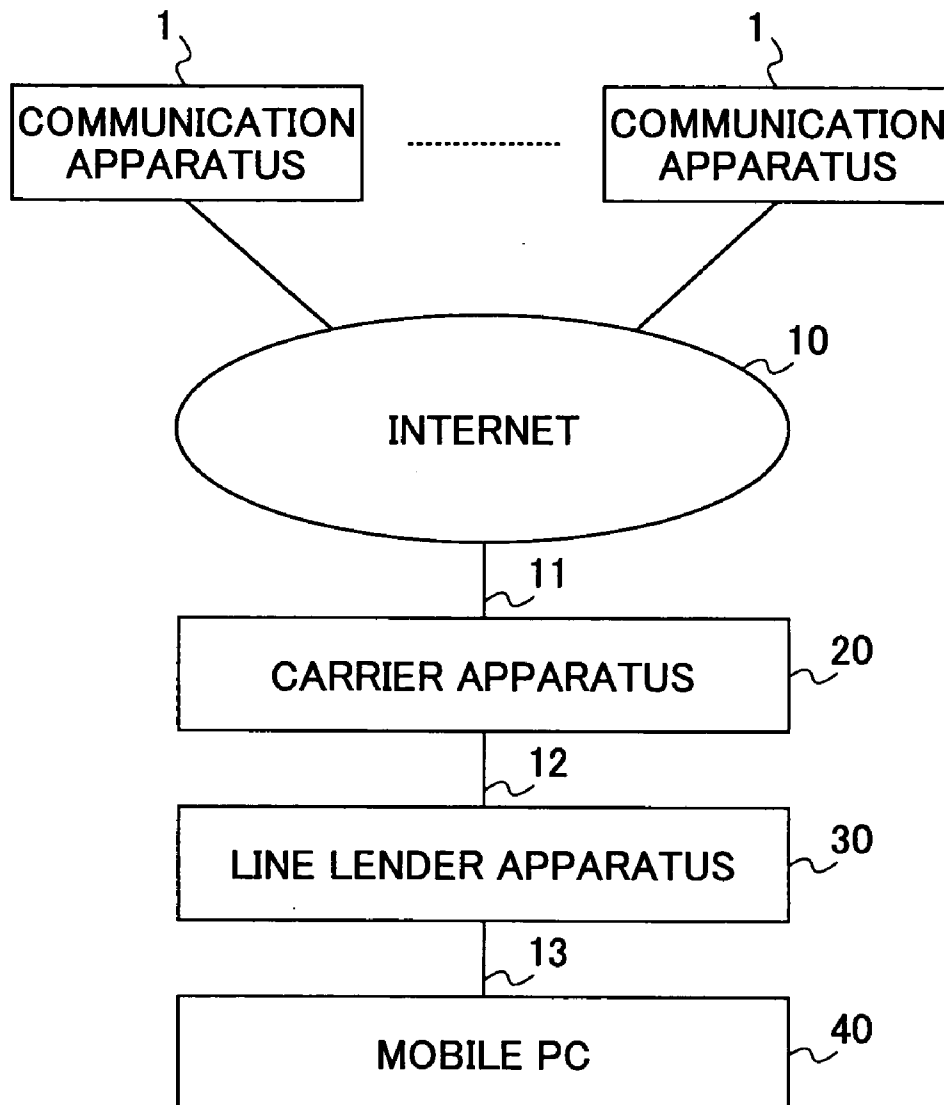 1 1
COMMUNICATION APPARATUS
COMMUNICATION APPARATUS
10
INTERNET
11
CARRIER APPARATUS
20
12
LINE LENDER APPARATUS
30
13
MOBILE PC
40